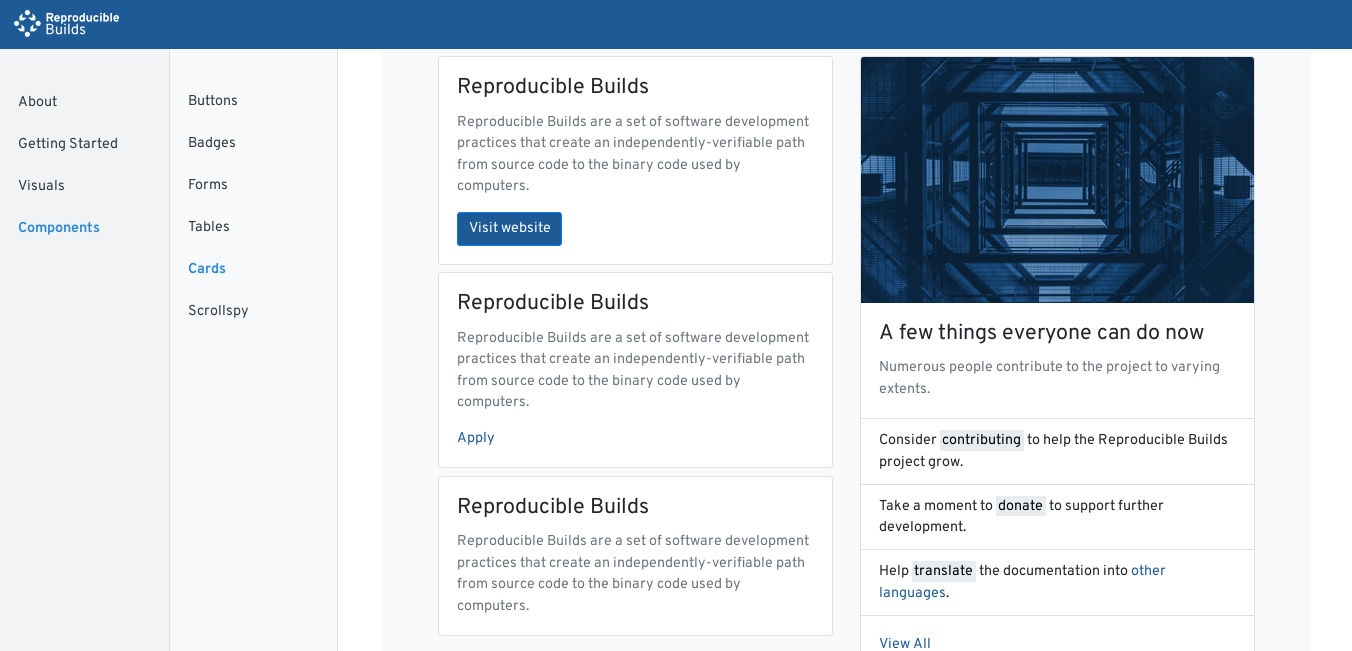 Reproducible
Builds
About
Getting Started
Visuals
Components
Buttons
Badges
Forms
Tables
Cards
Scrollspy
Reproducible Builds
Reproducible Builds are a set of software development
practices that create an independently-verifiable path
from source code to the binary code used by
computers.
Visit website
Reproducible Builds
Reproducible Builds are a set of software development
practices that create an independently-verifiable path
from source code to the binary code used by
computers.
Apply
Reproducible Builds
Reproducible Builds are a set of software development
practices that create an independently-verifiable path
from source code to the binary code used by
computers.
A few things everyone can do now
Numerous people contribute to the project to varying
extents.
Consider contributing to help the Reproducible Builds
project grow.
Take a moment to donate to support further
development.
Help translate the documentation into other
languages.
View All